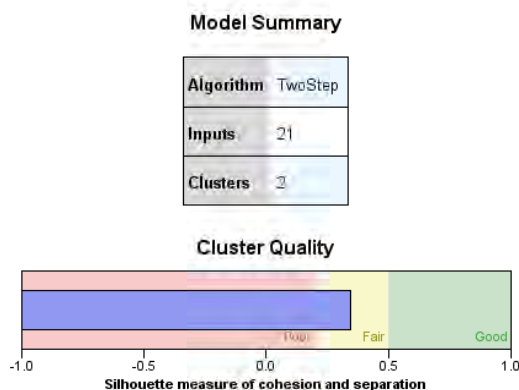 Model Summary
Algorithm TwoStep
Inputs 21
Clusters 2
Cluster Quality
Poor Fair Good
-1.0 -0.5 0.0 0.5 1.0
Silhouette measure of cohesion and separation